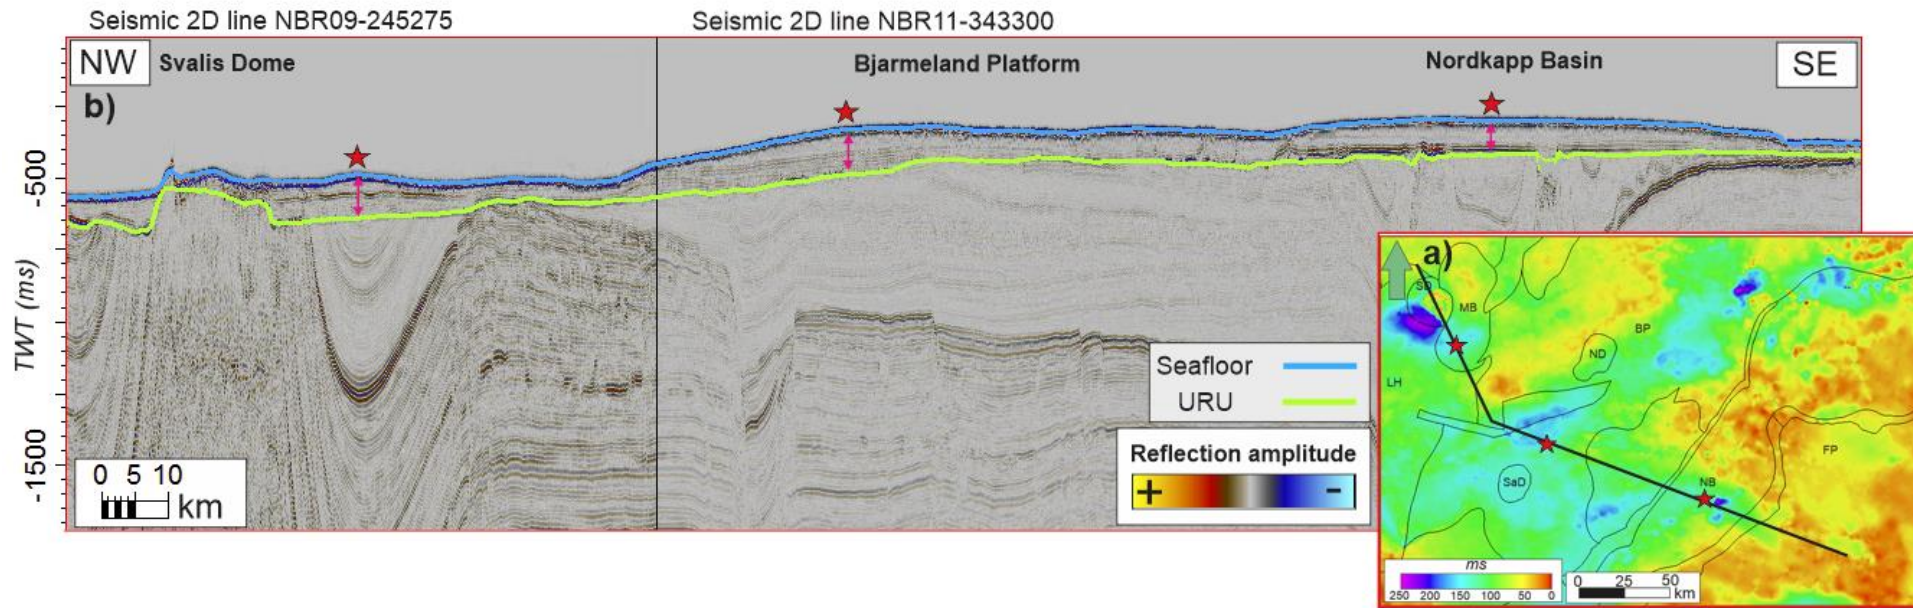 Seismic 2D line NBR09-245275
Seismic 2D line NBR11-343300
NW
Svalis Dome
Bjarmeland Platform
Nordkapp Basin
SE
b)
-500
TWT (ms)
-1500
Seafloor
URU
Reflection amplitude
+ -
0 5 10
km
a)
SD
MB
BP
ND
LH
SaD
NB
FP
ms
250 200 150 100 50 0
0 25 50
km